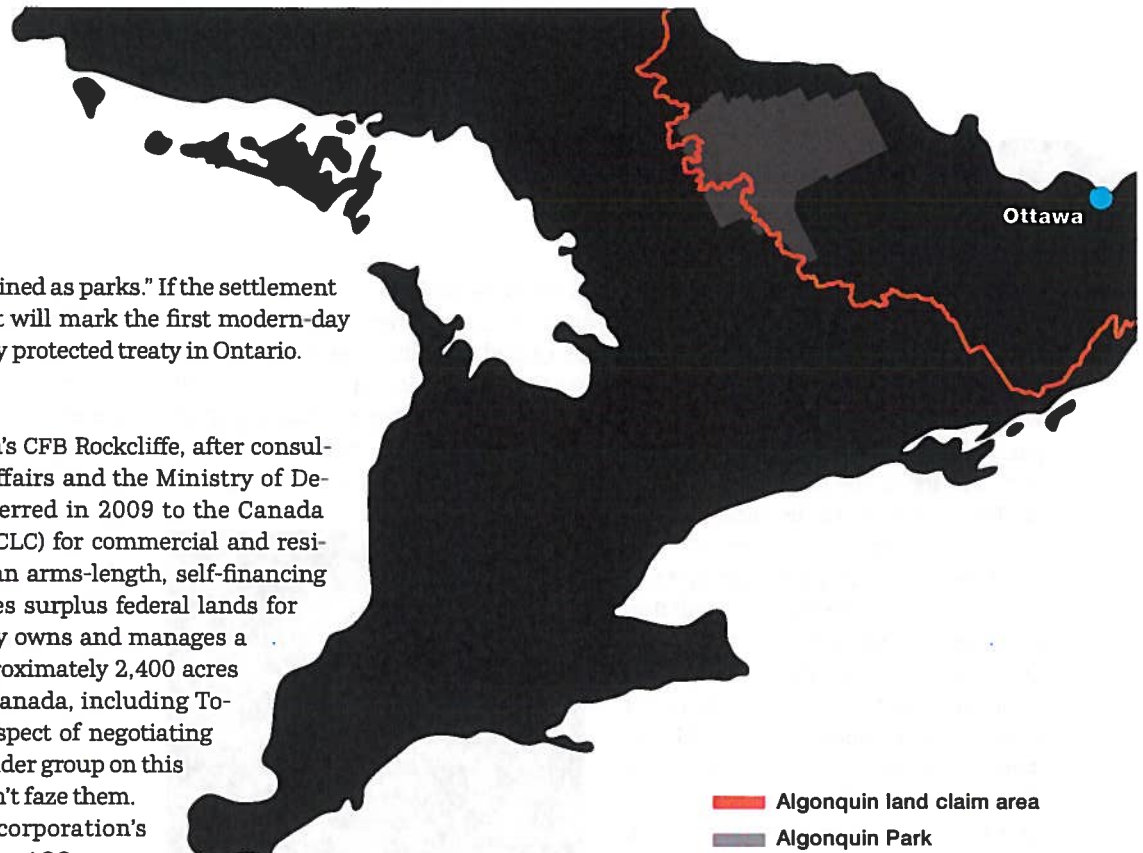 ined as parks.” If the settlement
t will mark the first modern-day
y protected treaty in Ontario.
’s CFB Rockcliffe, after consul-
ffairs and the Ministry of De-
erred in 2009 to the Canada
CLC) for commercial and resi-
an arms-length, self-financing
es surplus federal lands for
y owns and manages a
roximately 2,400 acres
anada, including To-
spect of negotiating
lder group on this
n’t faze them.
corporation’s
Ottawa
Algonquin land claim area
Algonquin Park